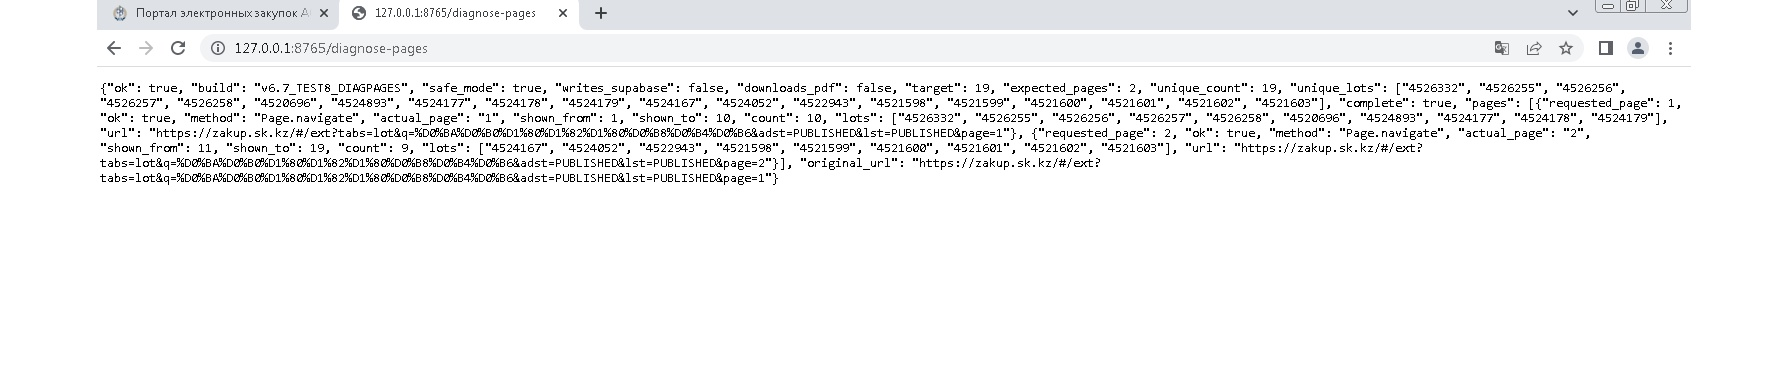 Портал электронных закупок А
127.0.0.1:8765/diagnose-pages
127.0.0.1:8765/diagnose-pages
{"ok": true, "build": "v6.7_TEST8_DIAGPAGES", "safe_mode": true, "writes_supabase": false, "downloads_pdf": false, "target": 19, "expected_pages": 2, "unique_count": 19, "unique_lots": ["4526332", "4526255", "4526256",
"4526257", "4526258", "4520696", "4524893", "4524177", "4524178", "4524179", "4524167", "4524052", "4522943", "4521598", "4521599", "4521600", "4521601", "4521602", "4521603"], "complete": true, "pages": [{"requested_page": 1,
"ok": true, "method": "Page.navigate", "actual_page": "1", "shown_from": 1, "shown_to": 10, "count": 10, "lots": ["4526332", "4526255", "4526256", "4526257", "4526258", "4520696", "4524893", "4524177", "4524178", "4524179"],
"url": "https://zakup.sk.kz/#/ext?tabs=lot&q=%D0%BA%D0%B0%D1%80%D1%82%D1%80%D0%B8%D0%B4%D0%B6&adst=PUBLISHED&lst=PUBLISHED&page=1"}, {"requested_page": 2, "ok": true, "method": "Page.navigate", "actual_page": "2",
"shown_from": 11, "shown_to": 19, "count": 9, "lots": ["4524167", "4524052", "4522943", "4521598", "4521599", "4521600", "4521601", "4521602", "4521603"], "url": "https://zakup.sk.kz/#/ext?
tabs=lot&q=%D0%BA%D0%B0%D1%80%D1%82%D1%80%D0%B8%D0%B4%D0%B6&adst=PUBLISHED&lst=PUBLISHED&page=2"}], "original_url": "https://zakup.sk.kz/#/ext?
tabs=lot&q=%D0%BA%D0%B0%D1%80%D1%82%D1%80%D0%B8%D0%B4%D0%B6&adst=PUBLISHED&lst=PUBLISHED&page=1"}